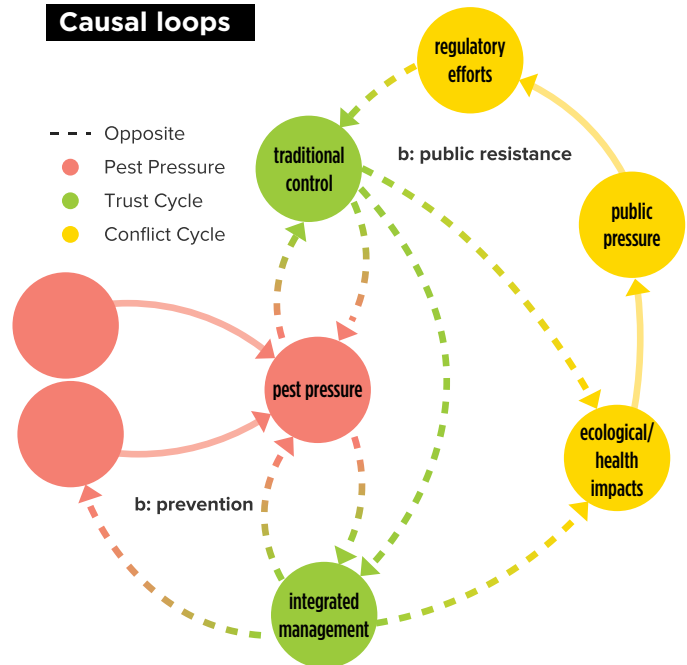 Causal loops
Opposite
Pest Pressure
Trust Cycle
Conflict Cycle
regulatory
efforts
traditional
control
b: public resistance
public
pressure
pest pressure
ecological/
health
impacts
b: prevention
integrated
management